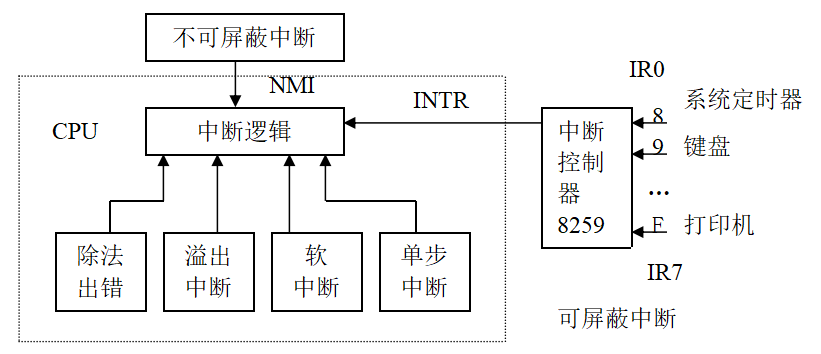 不可屏蔽中断
NMI
IR0
INTR
系统定时器
CPU
中断逻辑
中断
控制
器
8259
8
9
键盘
...
F
打印机
除法
出错
溢出
中断
软
中断
单步
中断
IR7
可屏蔽中断